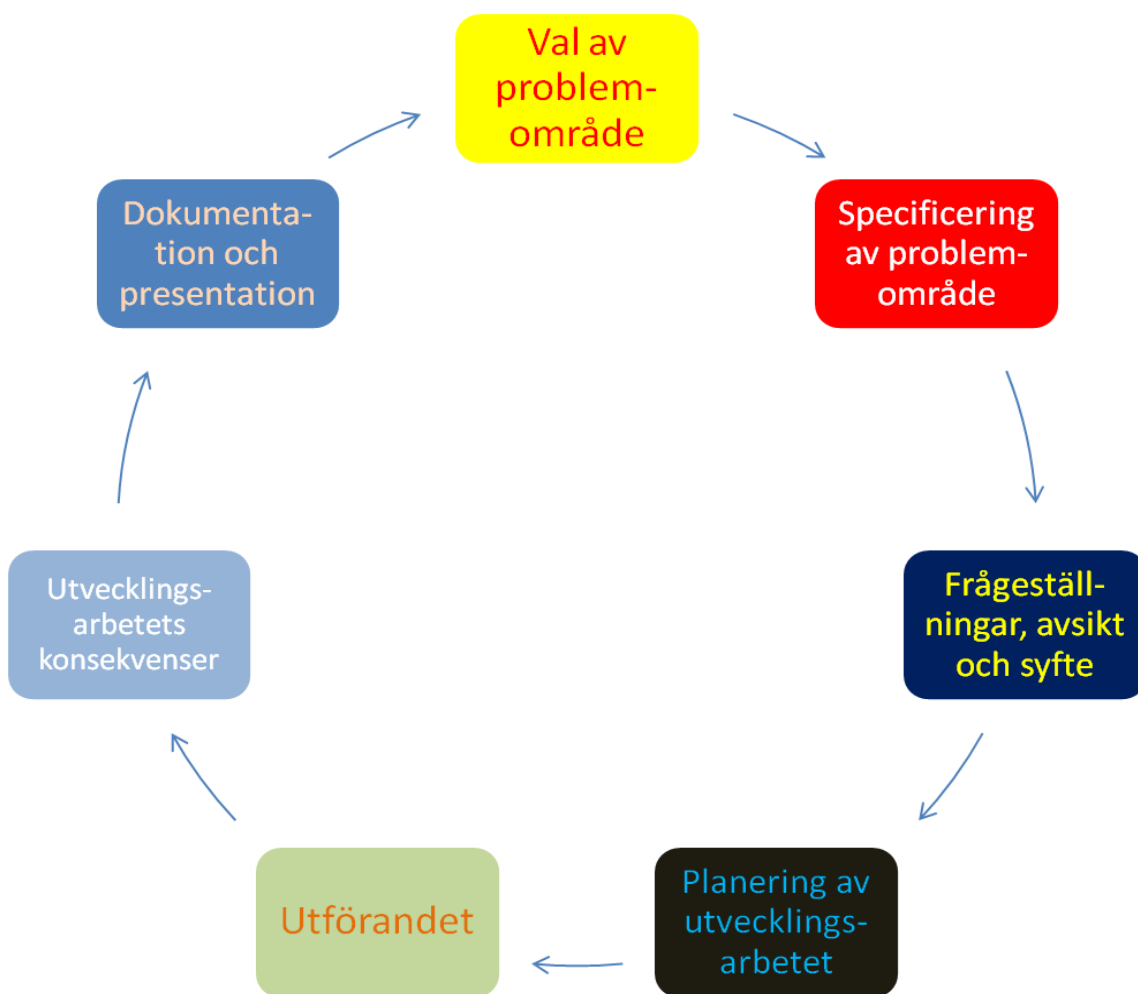 Val av
problem-
område
Specificering
av problem-
område
Frågeställ-
ningar, avsikt
och syfte
Planering av
utvecklings-
arbetet
Utförandet
Utvecklings-
arbetets
konsekvenser
Dokumenta-
tion och
presentation